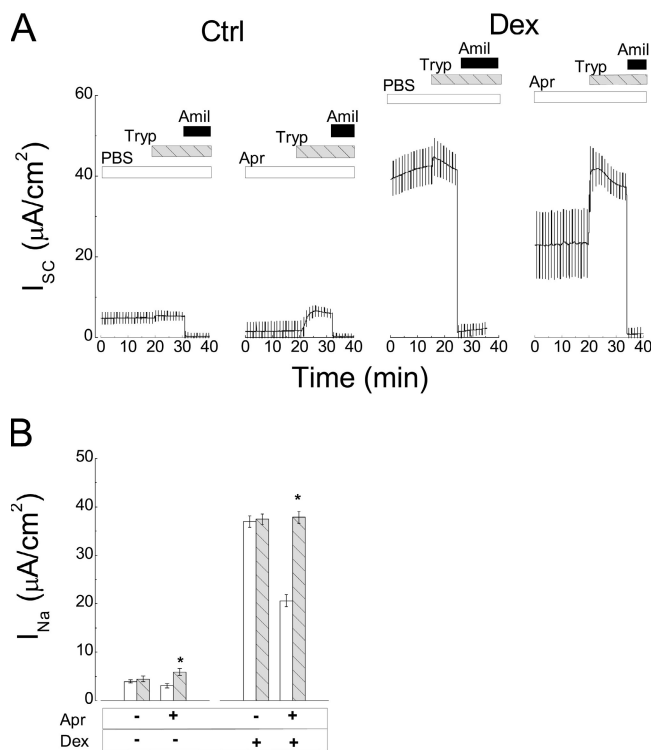 A
Ctrl
Dex
Amil
Tryp
PBS
Amil
Tryp
Apr
Amil
Tryp
PBS
Amil
Tryp
Apr
60
40
20
0
I_SC (μA/cm²)
0 10 20 30 40
0 10 20 30 40
0 10 20 30 40
0 10 20 30 40
Time (min)
B
50
40
30
20
10
0
I_Na (μA/cm²)
*
*
Apr - + - +
Dex - - + +